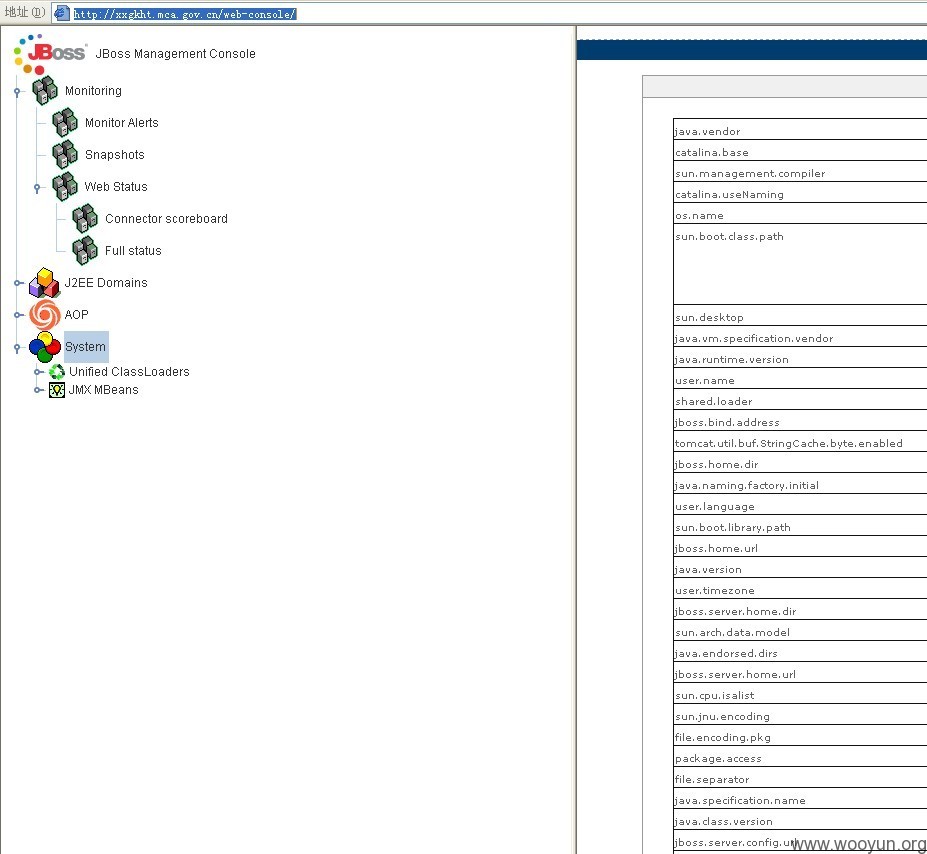 地址(D) http://xxgkht.mca.gov.cn/web-console/
JBoss JBoss Management Console
Monitoring
Monitor Alerts
Snapshots
Web Status
Connector scoreboard
Full status
J2EE Domains
AOP
System
Unified ClassLoaders
JMX MBeans
java.vendor
catalina.base
sun.management.compiler
catalina.useNaming
os.name
sun.boot.class.path
sun.desktop
java.vm.specification.vendor
java.runtime.version
user.name
shared.loader
jboss.bind.address
tomcat.util.buf.StringCache.byte.enabled
jboss.home.dir
java.naming.factory.initial
user.language
sun.boot.library.path
jboss.home.url
java.version
user.timezone
jboss.server.home.dir
sun.arch.data.model
java.endorsed.dirs
jboss.server.home.url
sun.cpu.isalist
sun.jnu.encoding
file.encoding.pkg
package.access
file.separator
java.specification.name
java.class.version
jboss.server.config.url
www.wooyun.org